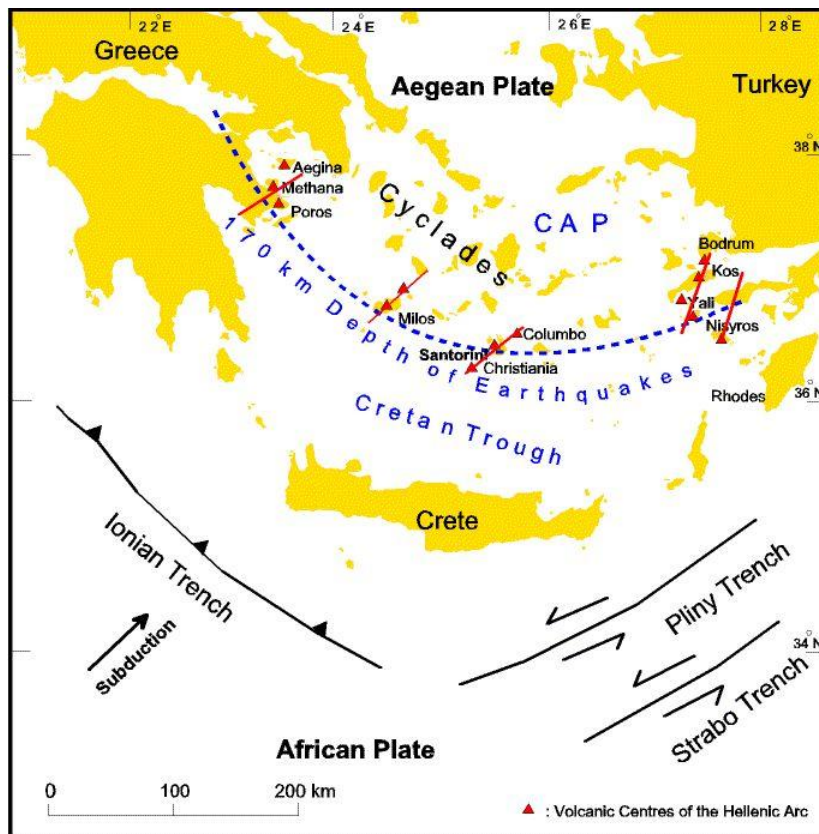 22 E
24 E
26 E
28 E
Greece
Aegean Plate
Turkey
38 N
Aegina
Methana
Poros
Cyclades
CAP
Bodrum
Kos
Yali
Nisyros
Milos
Columbo
Santorini
Christiania
170 km Depth of Earthquakes
Rhodes
36 N
Cretan Trough
Crete
Ionian Trench
Subduction
Pliny Trench
34 N
Strabo Trench
African Plate
0 100 200 km
: Volcanic Centres of the Hellenic Arc